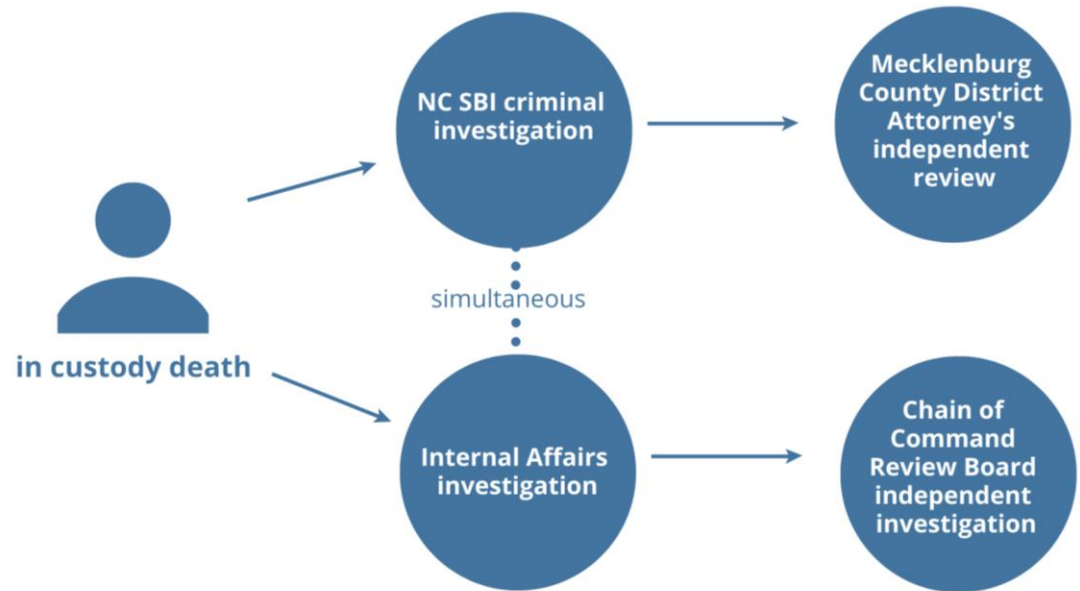 NC SBI criminal
investigation
Mecklenburg
County District
Attorney's
independent
review
simultaneous
in custody death
Internal Affairs
investigation
Chain of
Command
Review Board
independent
investigation